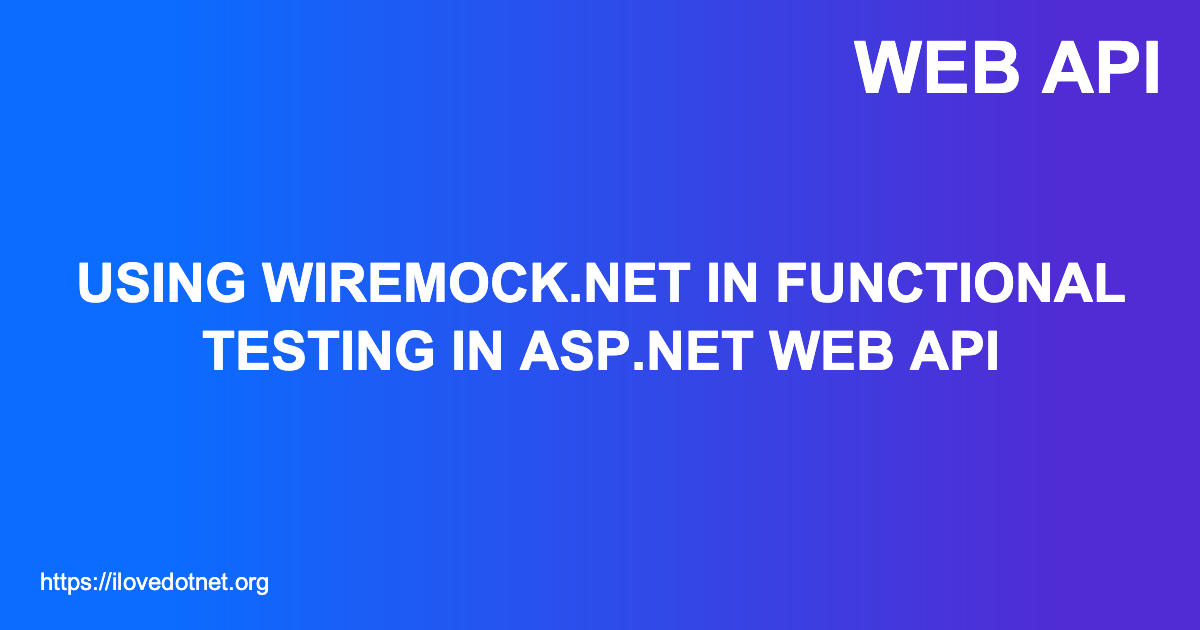 WEB API
USING WIREMOCK.NET IN FUNCTIONAL
TESTING IN ASP.NET WEB API
https://ilovedotnet.org